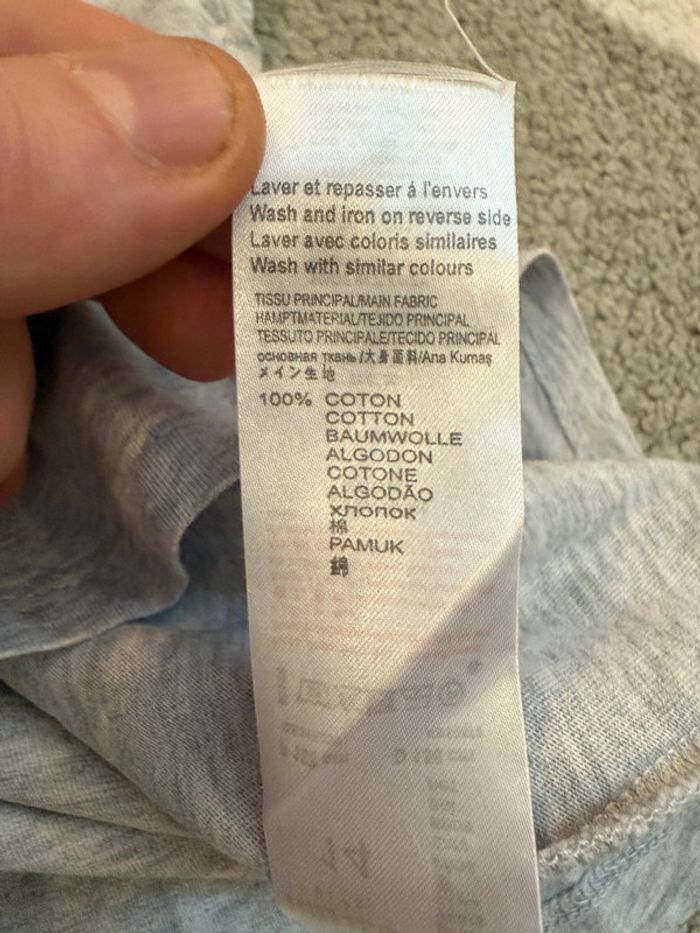 Laver et repasser á l'envers
Wash and iron on reverse side
Laver avec coloris similaires
Wash with similar colours
TISSU PRINCIPAL/MAIN FABRIC
HAMPTMATERIAL/TEJIDO PRINCIPAL
TESSUTO PRINCIPALE/TECIDO PRINCIPAL
ОСНОВНВЯ ТКАНЬ/大身面料/Ana Kumaş
メイン生地
100% COTON
COTTON
BAUMWOLLE
ALGODON
COTONE
ALGODÃO
ХЛОПОК
棉
PAMUK
綿